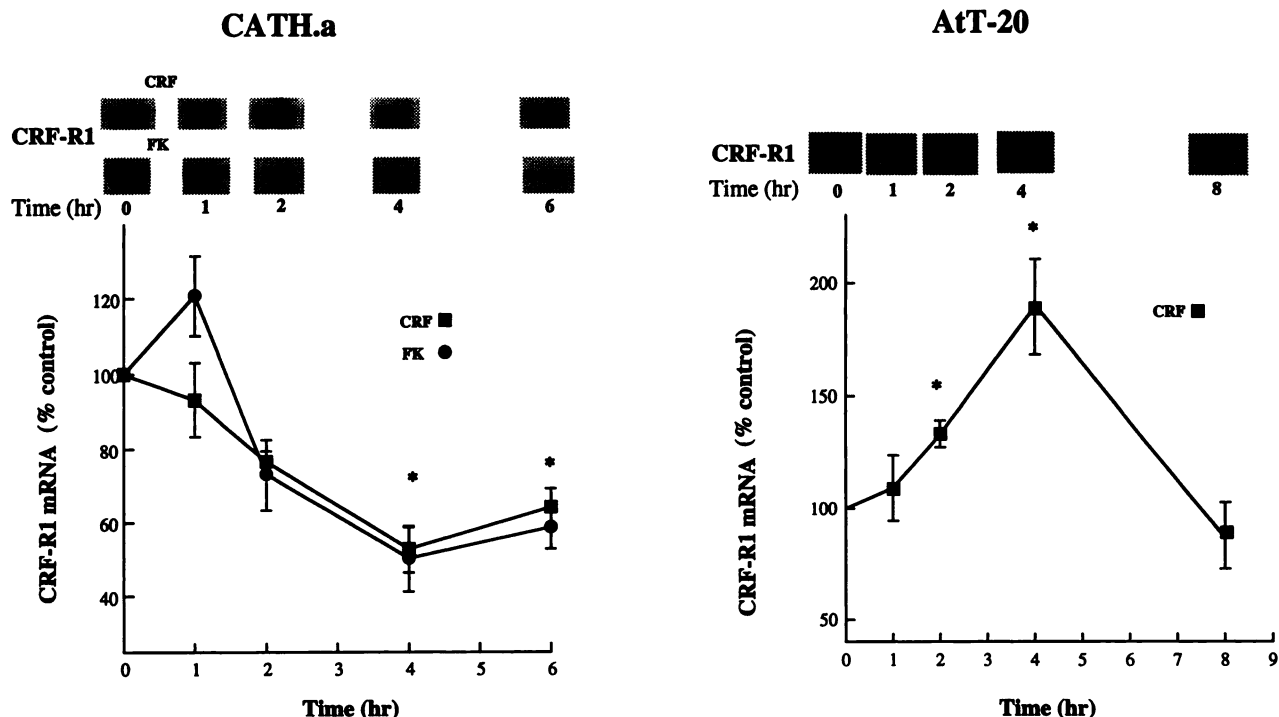 CATH.a
CRF
CRF-R1
FK
Time (hr) 0 1 2 4 6
CRF-R1 mRNA (% control)
120
100
80
60
40
CRF
FK
*
*
0 1 2 3 4 5 6
Time (hr)
AtT-20
CRF-R1
Time (hr) 0 1 2 4 8
CRF-R1 mRNA (% control)
200
150
100
50
*
*
CRF
0 1 2 3 4 5 6 7 8 9
Time (hr)